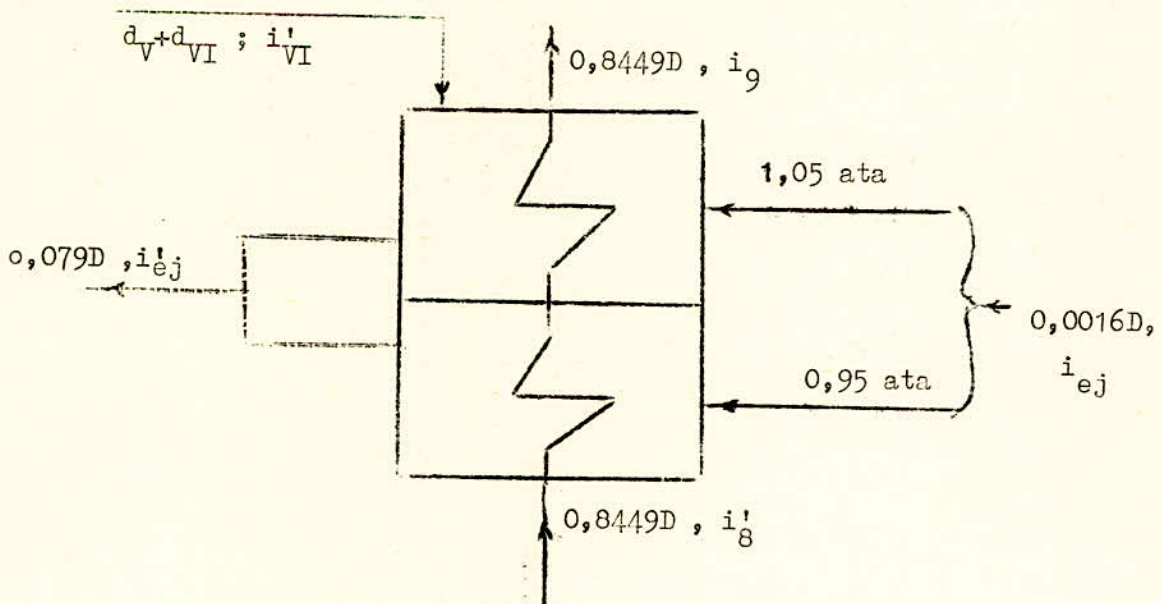 d_V+d_VI ; i'_VI
0,8449D , i_9
1,05 ata
0,079D , i'_ej
0,0016D,
i_ej
0,95 ata
0,8449D , i'_8